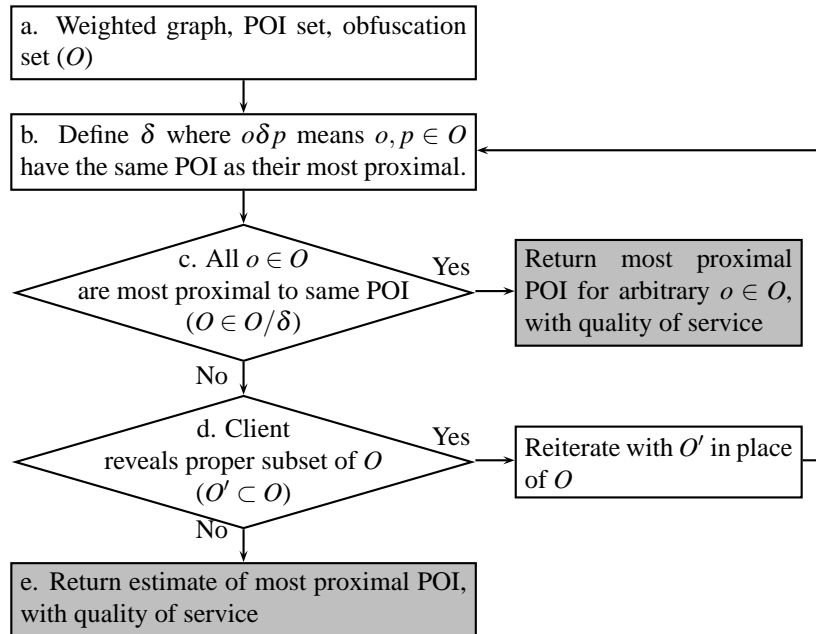 a. Weighted graph, POI set, obfuscation
set (O)
b. Define δ where oδp means o, p ∈ O
have the same POI as their most proximal.
c. All o ∈ O
are most proximal to same POI
(O ∈ O/δ)
Yes
Return most proximal
POI for arbitrary o ∈ O,
with quality of service
No
d. Client
reveals proper subset of O
(O′ ⊂ O)
Yes
Reiterate with O′ in place
of O
No
e. Return estimate of most proximal POI,
with quality of service